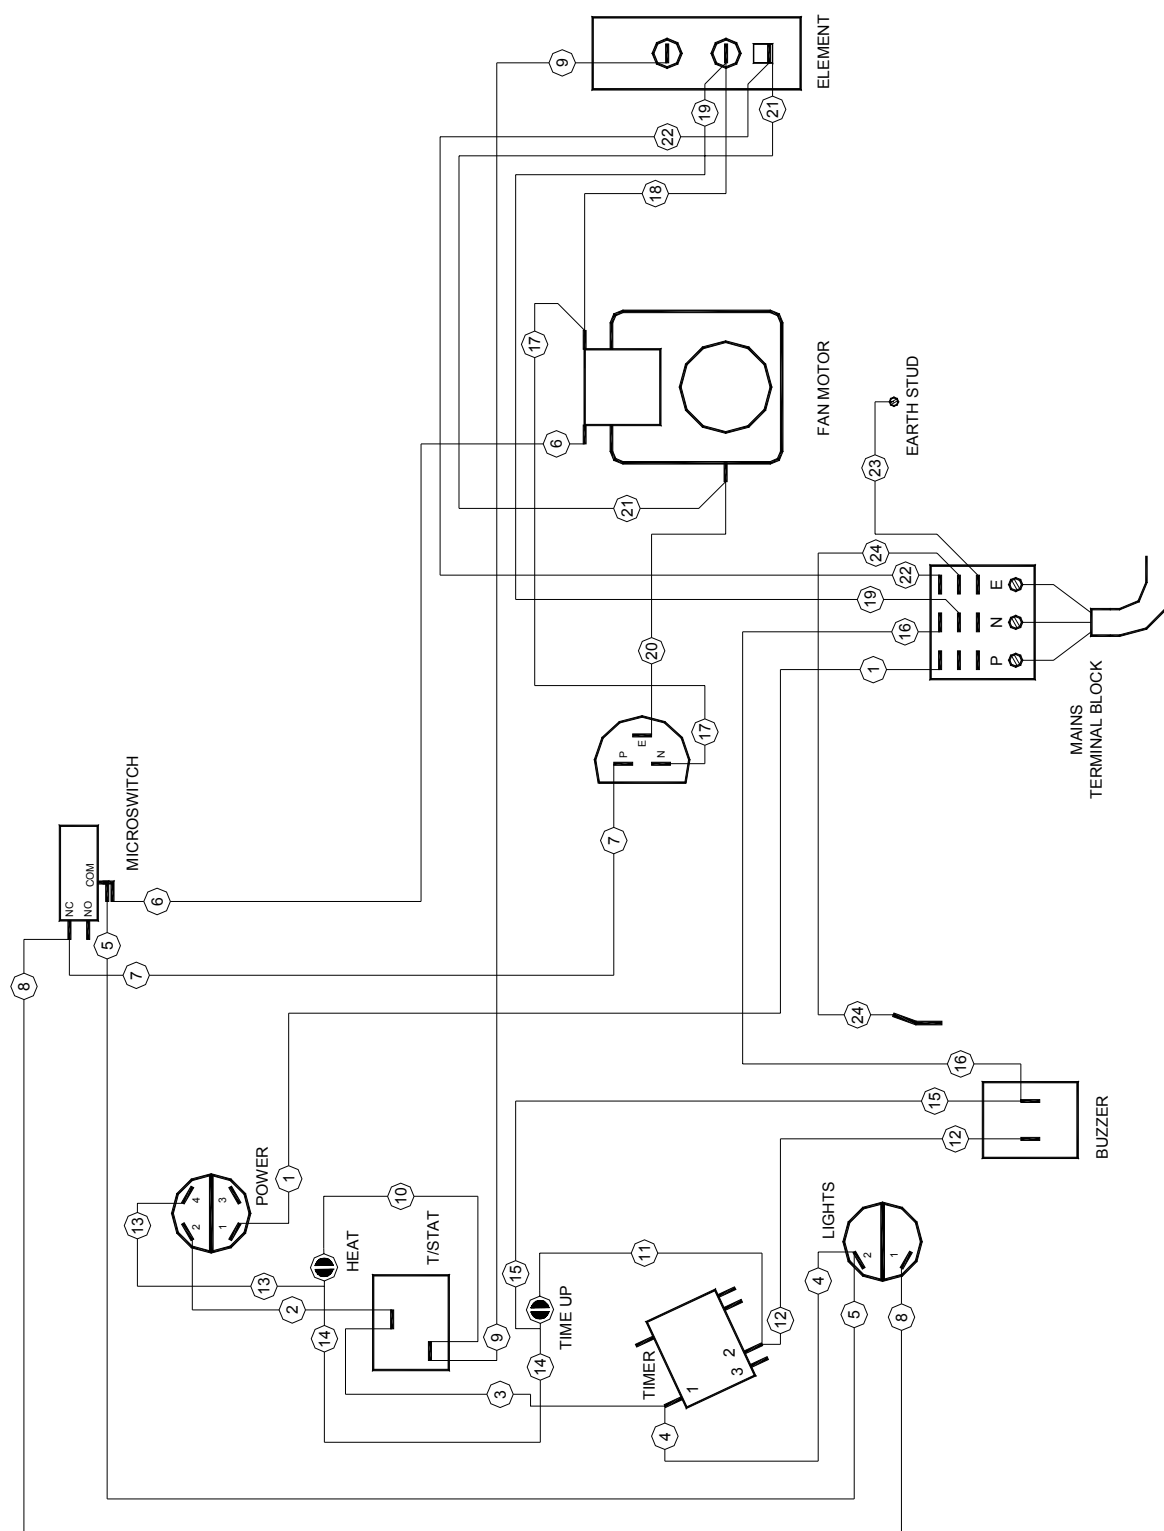 8
MICROSWITCH
NC
NO
COM
5
7
6
POWER
2
4
1
3
13
13
2
1
HEAT
14
10
T/STAT
3
9
15
14
TIME UP
11
TIMER
1
2
3
4
12
LIGHTS
2
1
4
5
8
BUZZER
12
15
16
24
7
P
N
E
17
17
20
6
21
FAN MOTOR
18
9
22
19
21
ELEMENT
1
16
19
22
24
23
EARTH STUD
P
N
E
MAINS
TERMINAL BLOCK